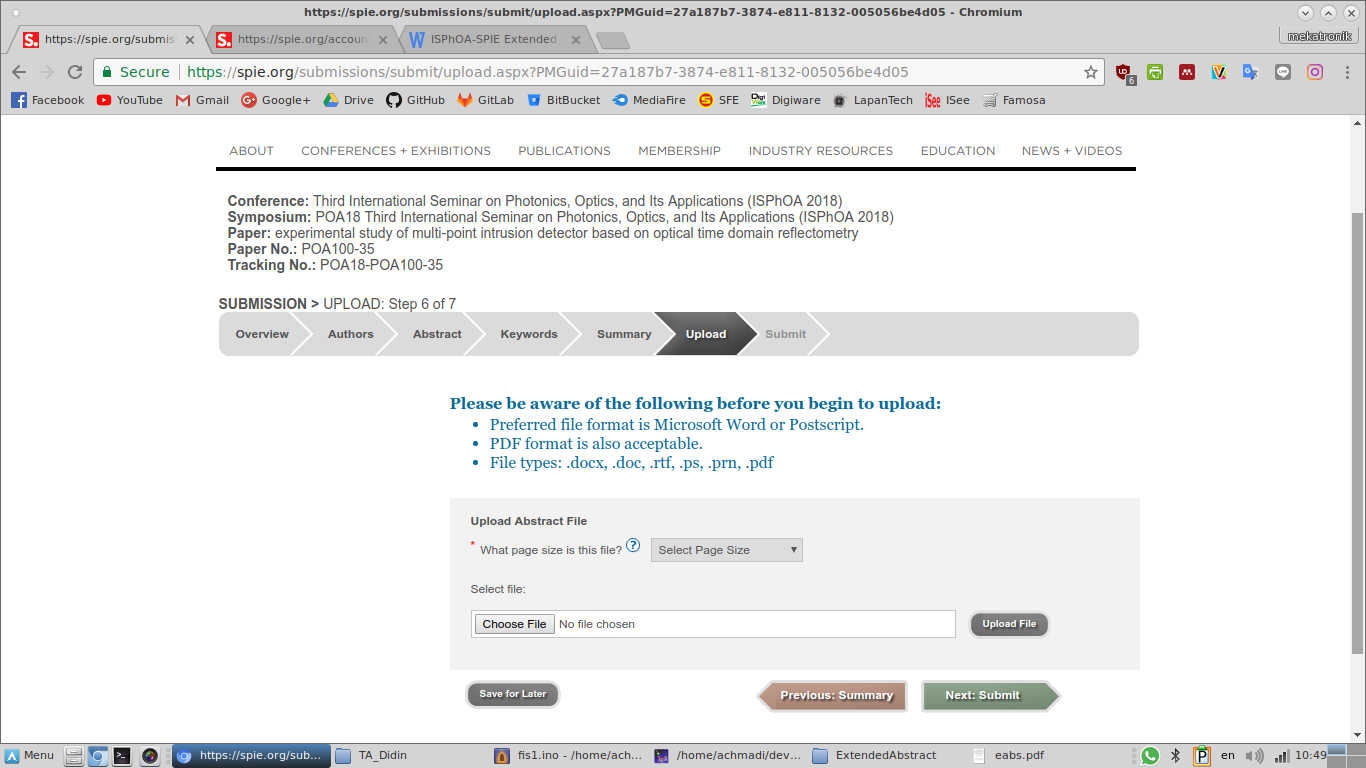 https://spie.org/submissions/submit/upload.aspx?PMGuid=27a187b7-3874-e811-8132-005056be4d05 - Chromium
https://spie.org/submis
https://spie.org/accoun
ISPhOA-SPIE Extended
mekatronik
Secure
https://spie.org/submissions/submit/upload.aspx?PMGuid=27a187b7-3874-e811-8132-005056be4d05
6
Facebook YouTube Gmail Google+ Drive GitHub GitLab BitBucket MediaFire SFE Digiware LapanTech ISee Famosa
ABOUT CONFERENCES + EXHIBITIONS PUBLICATIONS MEMBERSHIP INDUSTRY RESOURCES EDUCATION NEWS + VIDEOS
Conference: Third International Seminar on Photonics, Optics, and Its Applications (ISPhOA 2018)
Symposium: POA18 Third International Seminar on Photonics, Optics, and Its Applications (ISPhOA 2018)
Paper: experimental study of multi-point intrusion detector based on optical time domain reflectometry
Paper No.: POA100-35
Tracking No.: POA18-POA100-35
SUBMISSION > UPLOAD: Step 6 of 7
Overview Authors Abstract Keywords Summary Upload Submit
Please be aware of the following before you begin to upload:
• Preferred file format is Microsoft Word or Postscript.
• PDF format is also acceptable.
• File types: .docx, .doc, .rtf, .ps, .prn, .pdf
Upload Abstract File
* What page size is this file? ? Select Page Size
Select file:
Choose File No file chosen Upload File
Save for Later Previous: Summary Next: Submit
Menu https://spie.org/sub... TA_Didin fis1.ino - /home/ach... /home/achmadi/dev... ExtendedAbstract eabs.pdf en 10:49